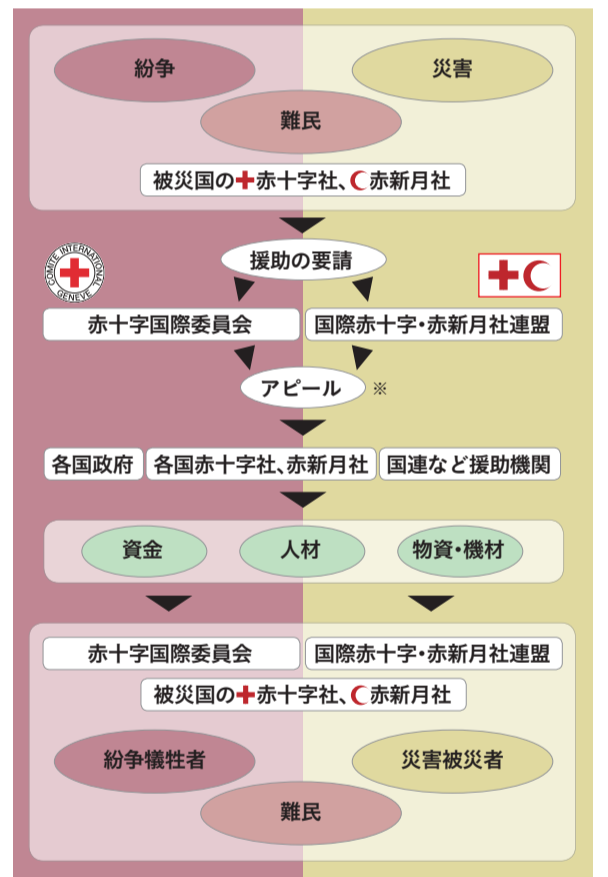 紛争
災害
難民
被災国の赤十字社、赤新月社
援助の要請
COMITE INTERNATIONAL GENEVE
赤十字国際委員会
国際赤十字・赤新月社連盟
アピール ※
各国政府
各国赤十字社、赤新月社
国連など援助機関
資金
人材
物資・機材
赤十字国際委員会
国際赤十字・赤新月社連盟
被災国の赤十字社、赤新月社
紛争犠牲者
災害被災者
難民